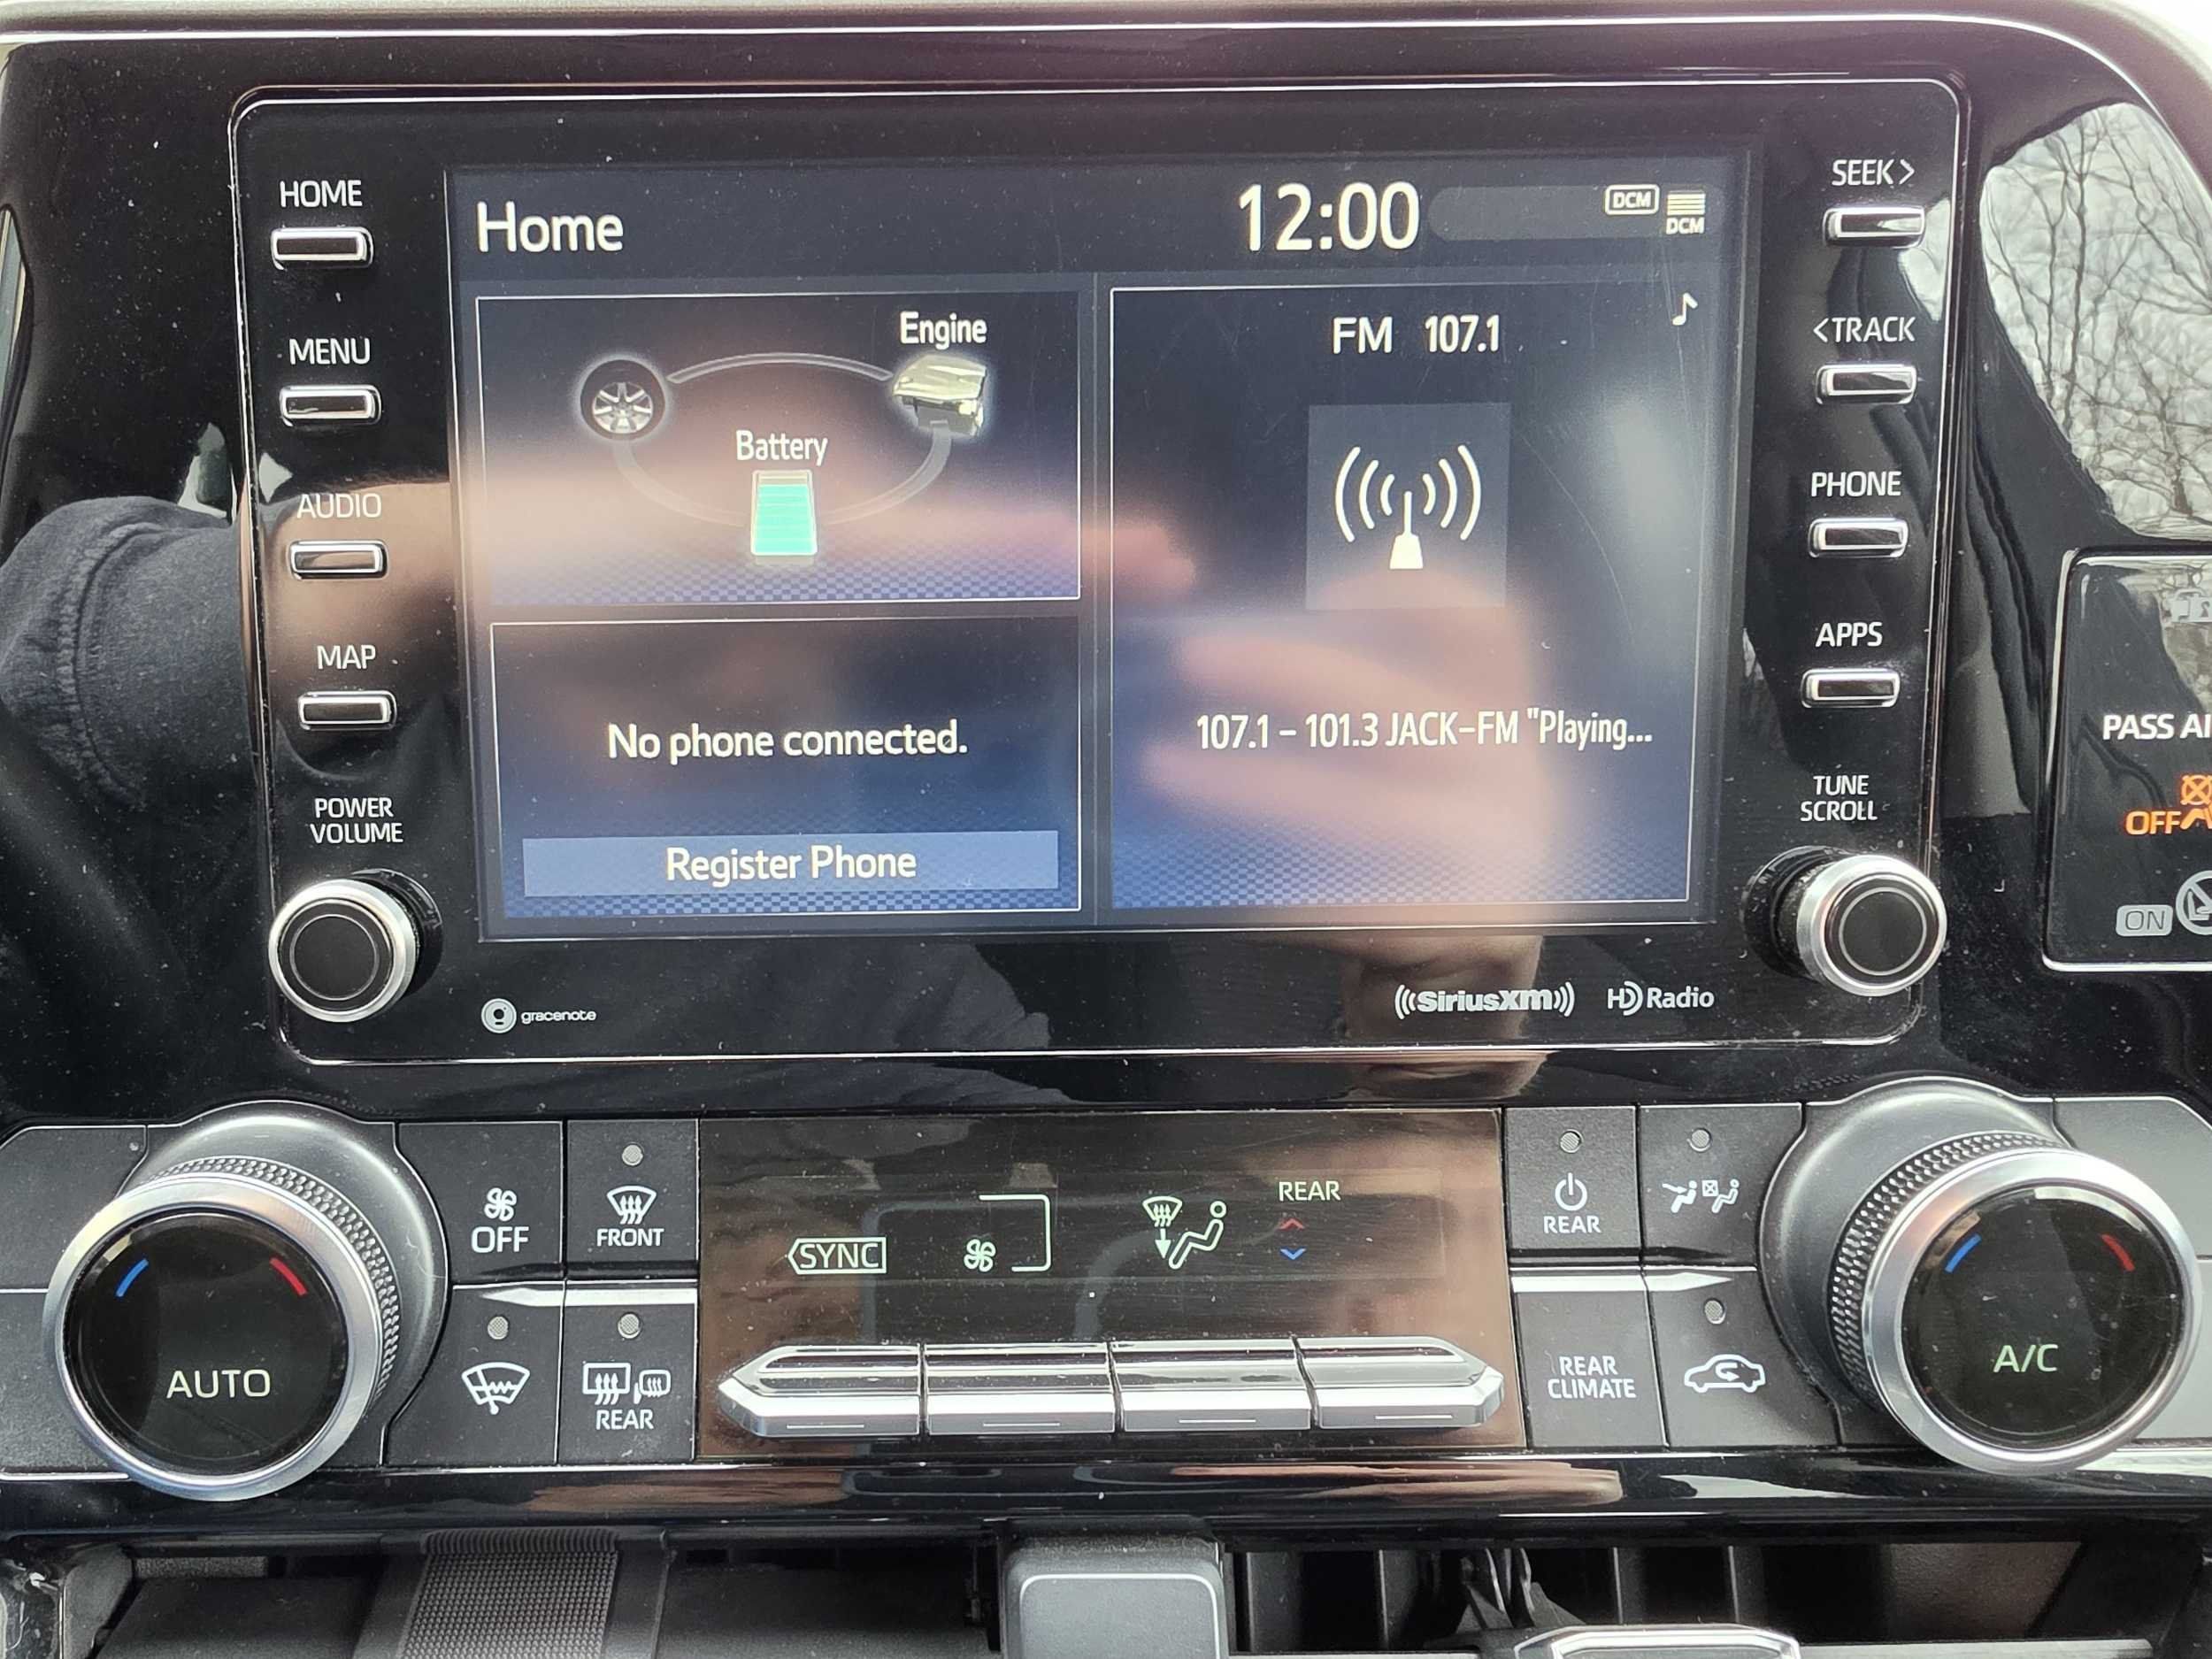 HOME
MENU
AUDIO
MAP
POWER
VOLUME
Home
12:00
DCM
DCM
Engine
Battery
No phone connected.
Register Phone
FM 107.1
107.1 - 101.3 JACK-FM "Playing...
SEEK>
<TRACK
PHONE
APPS
TUNE
SCROLL
gracenote
((SiriusXM))
HD Radio
PASS AI
OFF
ON
AUTO
OFF
FRONT
REAR
SYNC
REAR
REAR
REAR
CLIMATE
A/C